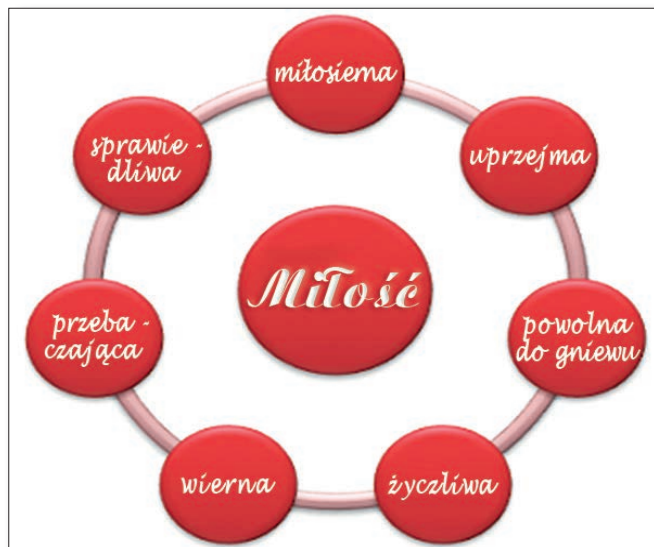 miłosierna
uprzejma
powolna
do gniewu
życzliwa
wierna
przeba -
czająca
sprawie -
dliwa
Miłość